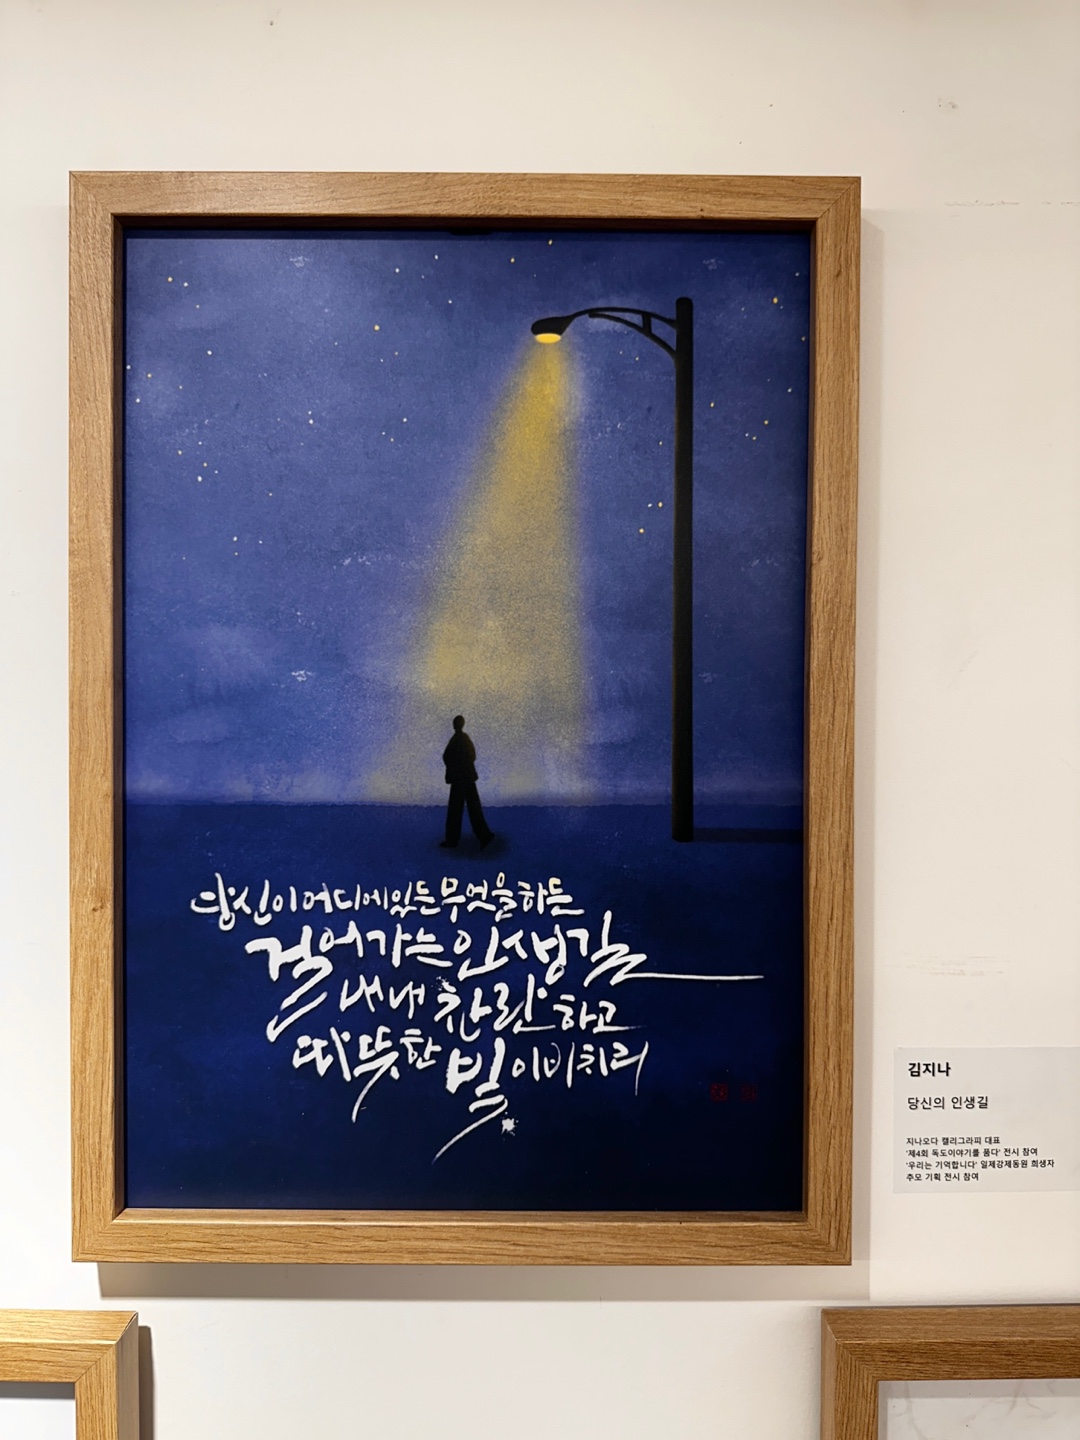 당신이 어디에 있든 무엇을 하든
걸어가는 인생길
내내 찬란하고
따뜻한 빛이 비치리
김지나
당신의 인생길
지나오다 캘리그라피 대표
'제4회 독도이야기를 품다' 전시 참여
'우리는 기억합니다' 일제강제동원 희생자
추모 기획 전시 참여